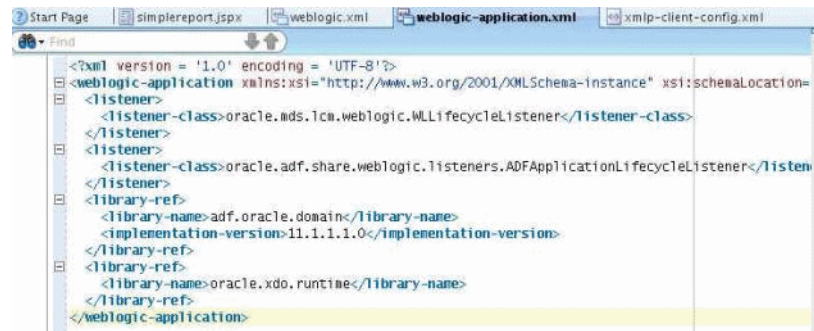 Start Page simplereport.jspx weblogic.xml weblogic-application.xml xmlp-client-config.xml
Find
<?xml version = '1.0' encoding = 'UTF-8'?>
<weblogic-application xmlns:xsi="http://www.w3.org/2001/XMLSchema-instance" xsi:schemaLocation=
<listener>
<listener-class>oracle.mds.lcm.weblogic.WLLifecycleListener</listener-class>
</listener>
<listener>
<listener-class>oracle.adf.share.weblogic.listeners.ADFApplicationLifecycleListener</listen
</listener>
<library-ref>
<library-name>adf.oracle.domain</library-name>
<implementation-version>11.1.1.1.0</implementation-version>
</library-ref>
<library-ref>
<library-name>oracle.xdo.runtime</library-name>
</library-ref>
</weblogic-application>